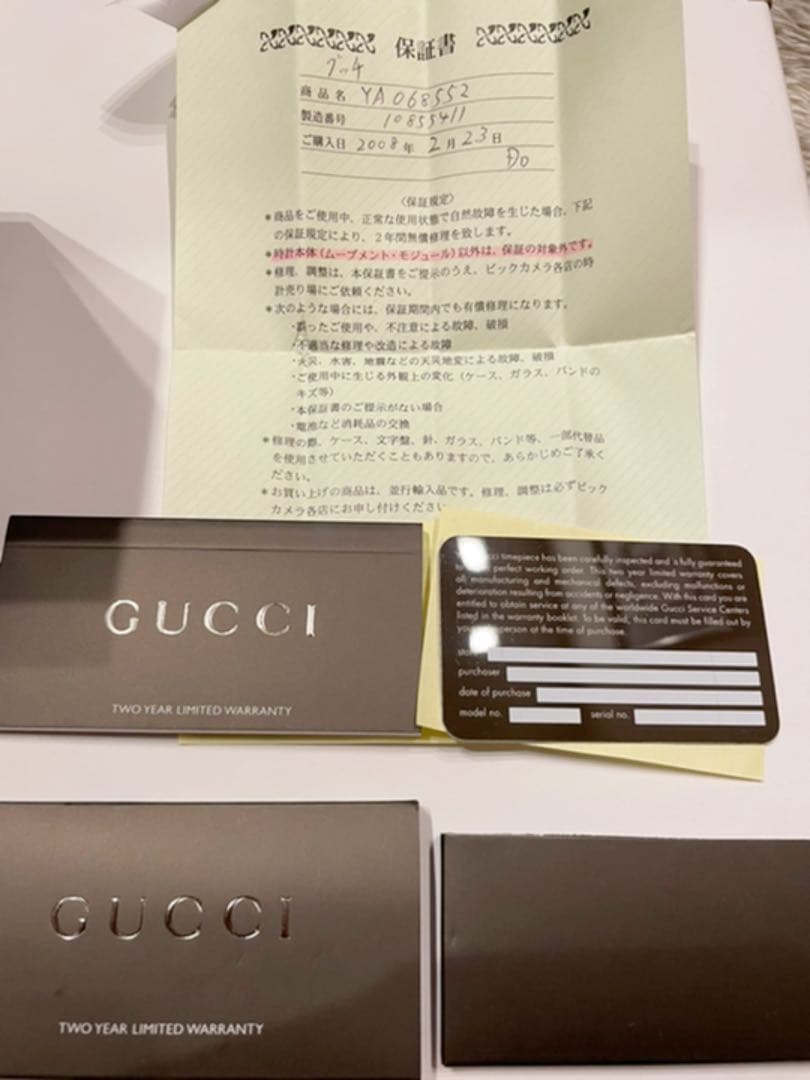 保証書
グッチ
商品名 YA068552
製造番号 10855411
ご購入日 2008年 2月23日
Do
〈保証規定〉
*商品をご使用中、正常な使用状態で自然故障を生じた場合、下記
の保証規定により、2年間無償修理を致します。
*時計本体(ムーブメント・モジュール)以外は、保証の対象外です。
*修理、調整は、本保証書をご提示のうえ、ビックカメラ各店の時
計売り場にご依頼ください。
*次のような場合には、保証期間内でも有償修理になります。
・誤ったご使用や、不注意による故障、破損
・不適当な修理や改造による故障
・天災、水害、地震などの天災地変による故障、破損
・ご使用中に生じる外観上の変化(ケース、ガラス、バンドの
キズ等)
・本保証書のご提示がない場合
・電池など消耗品の交換
*修理の際、ケース、文字盤、針、ガラス、バンド等、一部代替品
を使用させていただくこともありますので、あらかじめご了承く
ださい。
*お買い上げの商品は、並行輸入品です。修理、調整は必ずビック
カメラ各店にお申し付けください
GUCCI
TWO YEAR LIMITED WARRANTY
timepiece has been carefully inspected and is fully guaranteed
perfect working order. This two year limited warranty covers
all manufacturing and mechanical defects, excluding malfunctions or
deterioration resulting from accidents or negligence. With this card you are
entitled to obtain service at any of the worldwide Gucci Service Centers
listed in the warranty booklet. To be valid, this card must be filled out by
person at the time of purchase.
store
purchaser
date of purchase
model no. serial no.
GUCCI
TWO YEAR LIMITED WARRANTY